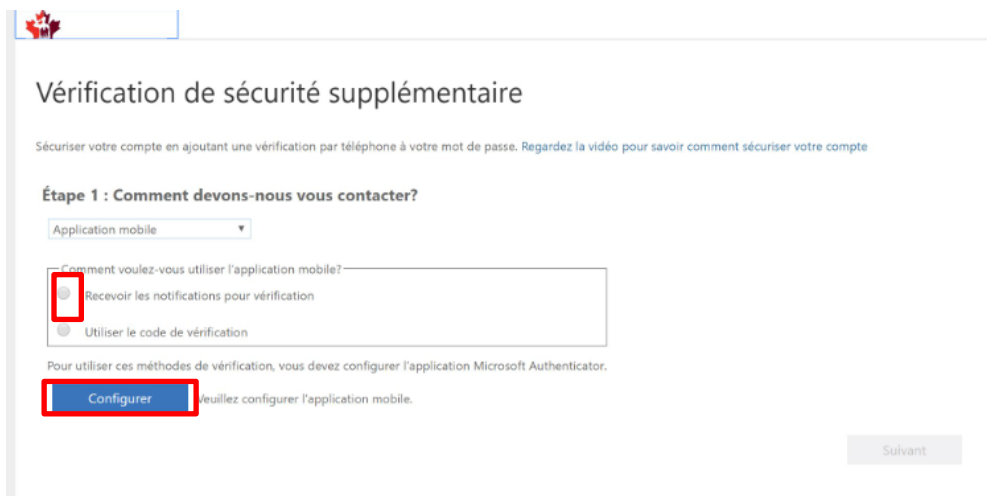 Vérification de sécurité supplémentaire
Sécuriser votre compte en ajoutant une vérification par téléphone à votre mot de passe. Regardez la vidéo pour savoir comment sécuriser votre compte
Étape 1 : Comment devons-nous vous contacter?
Application mobile
Comment voulez-vous utiliser l'application mobile?
Recevoir les notifications pour vérification
Utiliser le code de vérification
Pour utiliser ces méthodes de vérification, vous devez configurer l'application Microsoft Authenticator.
Configurer Veuillez configurer l'application mobile.
Suivant